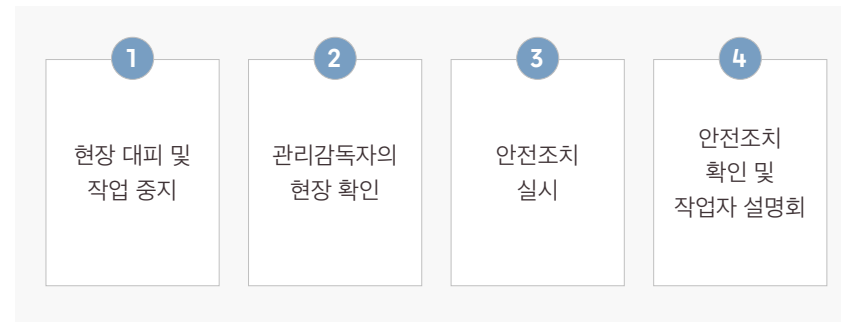 1
현장 대피 및
작업 중지
2
관리감독자의
현장 확인
3
안전조치
실시
4
안전조치
확인 및
작업자 설명회